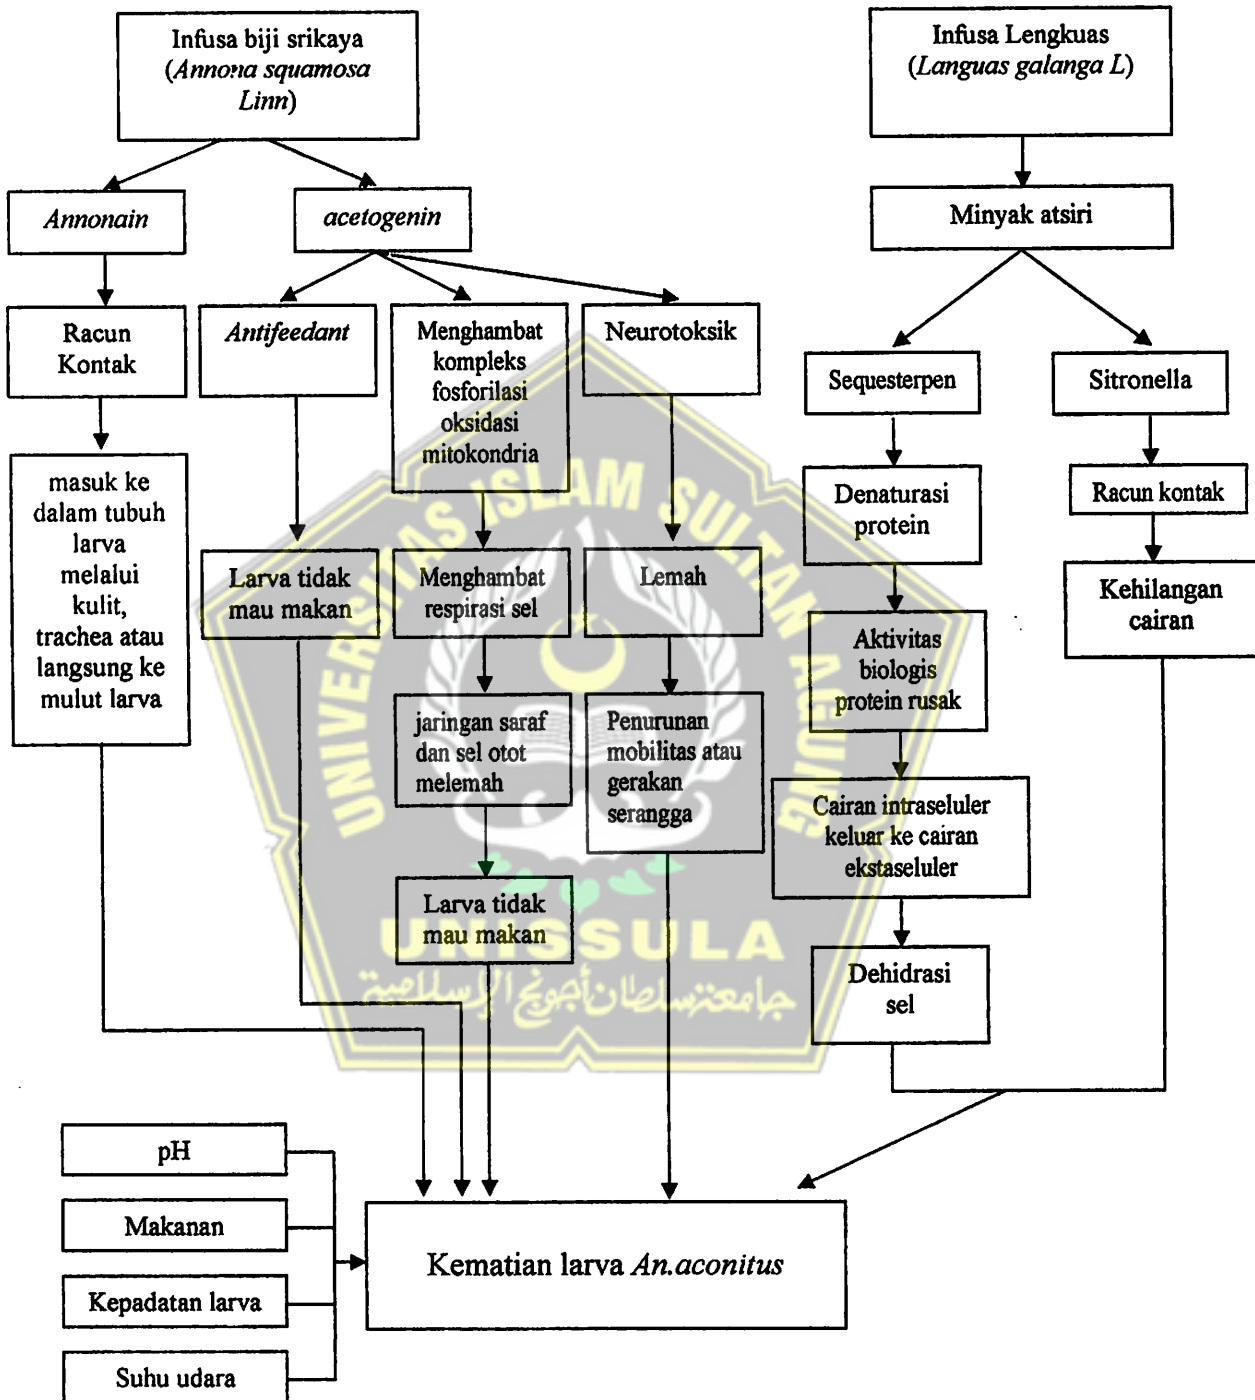 Infusa biji srikaya
(Annona squamosa
Linn)
Infusa Lengkuas
(Languas galanga L)
Annonain
acetogenin
Minyak atsiri
Racun
Kontak
Antifeedant
Menghambat
kompleks
fosforilasi
oksidasi
mitokondria
Neurotoksik
Sequesterpen
Sitronella
masuk ke
dalam tubuh
larva
melalui
kulit,
trachea atau
langsung ke
mulut larva
Larva tidak
mau makan
Menghambat
respirasi sel
Lemah
Denaturasi
protein
Racun kontak
Kehilangan
cairan
jaringan saraf
dan sel otot
melemah
Penurunan
mobilitas atau
gerakan
serangga
Aktivitas
biologis
protein rusak
Cairan intraseluler
keluar ke cairan
ekstaseluler
Larva tidak
mau makan
Dehidrasi
sel
UNIVERSITAS ISLAM SULTAN AGUNG
UNISSULA
جامعة سلطان أجونج الإسلامية
pH
Makanan
Kepadatan larva
Suhu udara
Kematian larva An.aconitus